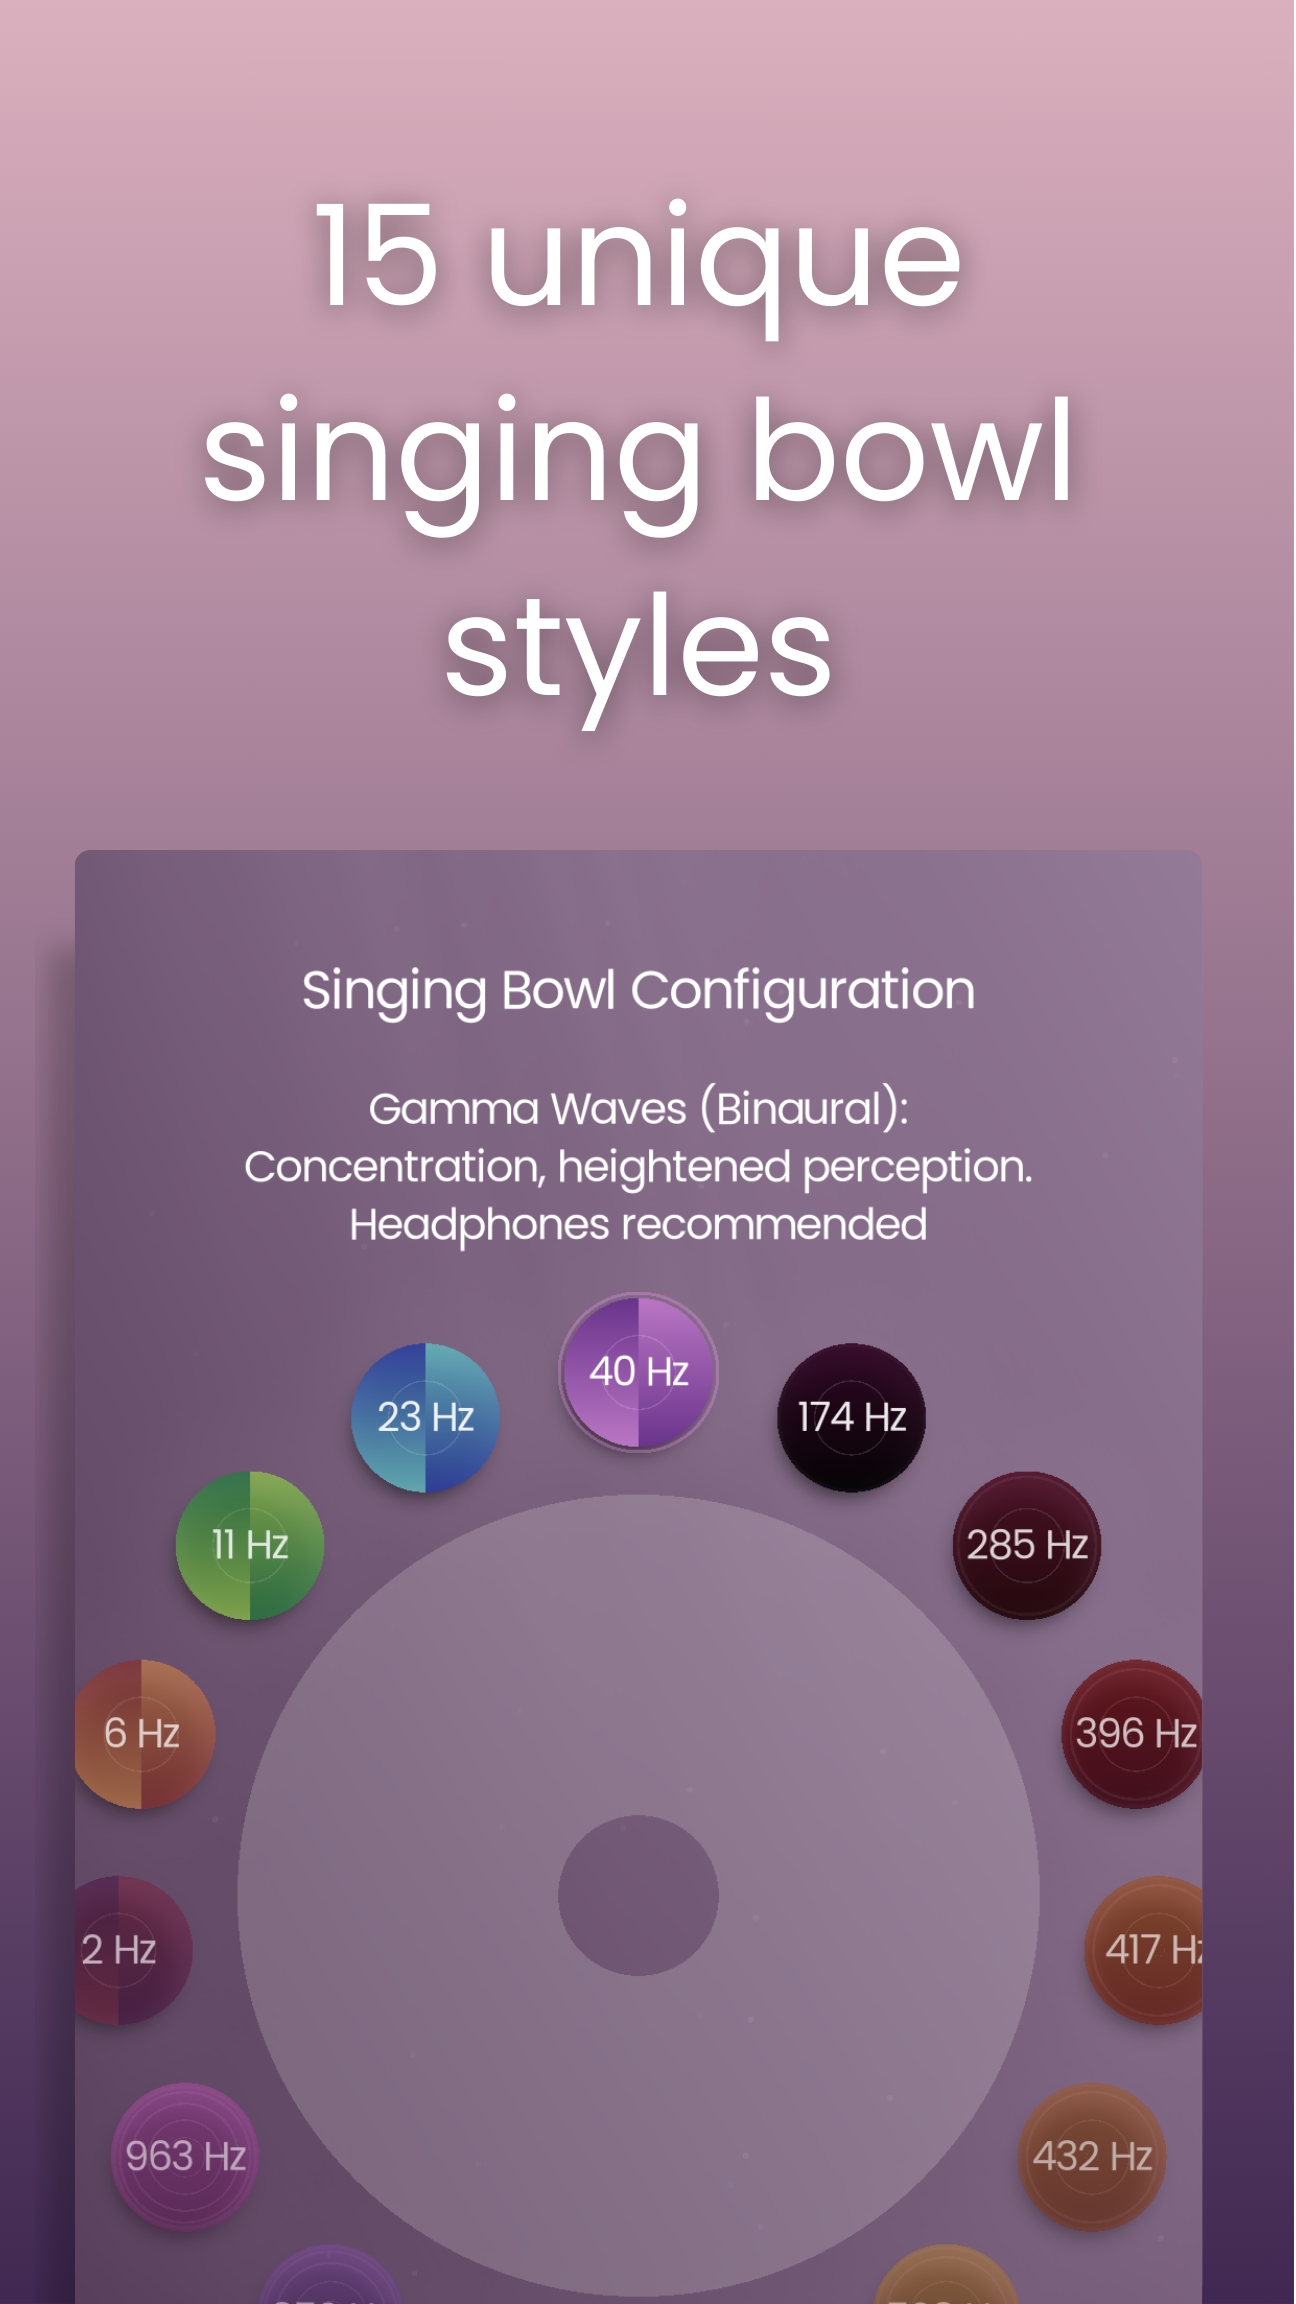 15 unique
singing bowl
styles
Singing Bowl Configuration
Gamma Waves (Binaural):
Concentration, heightened perception.
Headphones recommended
40 Hz
23 Hz
174 Hz
11 Hz
285 Hz
6 Hz
396 Hz
2 Hz
417 Hz
963 Hz
432 Hz